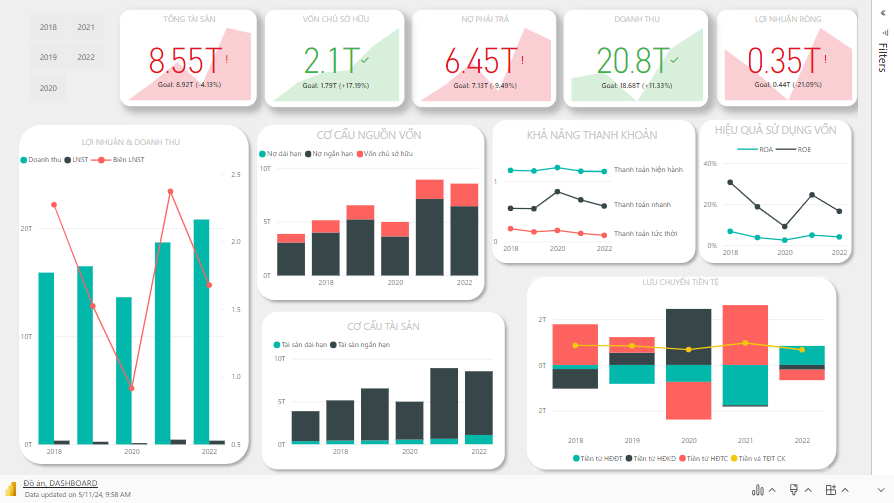 2018 2021
2019 2022
2020
TỔNG TÀI SẢN
8.55T!
Goal: 8.92T (-4.13%)
VỐN CHỦ SỞ HỮU
2.1T
Goal: 1.79T (+17.19%)
NỢ PHẢI TRẢ
6.45T!
Goal: 7.13T (-9.49%)
DOANH THU
20.8T
Goal: 18.68T (+11.33%)
LỢI NHUẬN RÒNG
0.35T!
Goal: 0.44T (-21.09%)
Filters
LỢI NHUẬN & DOANH THU
Doanh thu LNST Biên LNST
2.5
20T
2.0
1.5
10T
1.0
0T 0.5
2018 2020 2022
CƠ CẤU NGUỒN VỐN
Nợ dài hạn Nợ ngắn hạn Vốn chủ sở hữu
10T
5T
0T
2018 2020 2022
KHẢ NĂNG THANH KHOẢN
Thanh toán hiện hành
1
Thanh toán nhanh
Thanh toán tức thời
0
2018 2020 2022
HIỆU QUẢ SỬ DỤNG VỐN
ROA ROE
40%
20%
0%
2018 2020 2022
CƠ CẤU TÀI SẢN
Tài sản dài hạn Tài sản ngắn hạn
10T
5T
0T
2018 2020 2022
LƯU CHUYỂN TIỀN TỆ
2T
0T
2T
2018 2019 2020 2021 2022
Tiền từ HĐĐT Tiền từ HĐKD Tiền từ HĐTC Tiền và TĐT CK
Đồ án, DASHBOARD
Data updated on 5/11/24, 9:58 AM